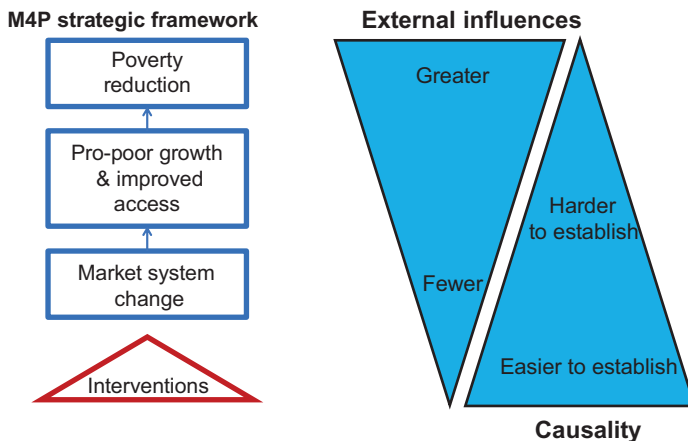 M4P strategic framework
Poverty
reduction
Pro-poor growth
& improved
access
Market system
change
Interventions
External influences
Greater
Fewer
Harder
to establish
Easier to establish
Causality